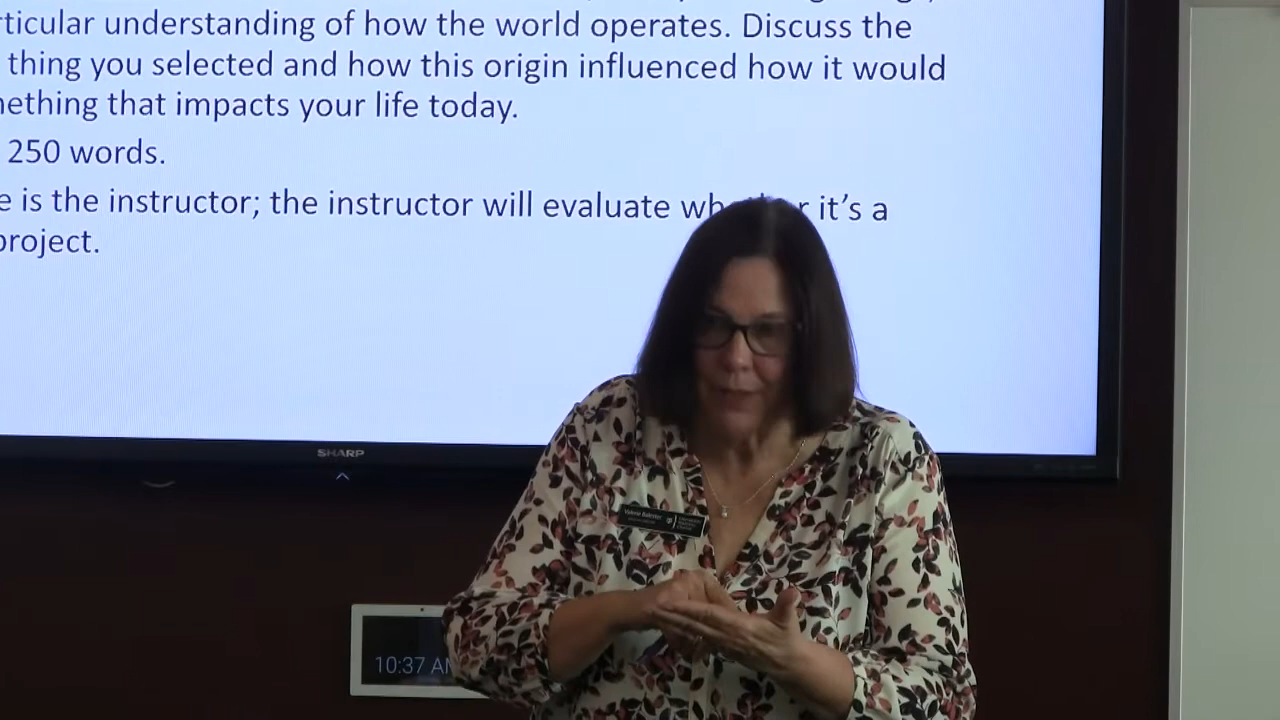 rticular understanding of how the world operates. Discuss the
thing you selected and how this origin influenced how it would
nething that impacts your life today.
250 words.
e is the instructor; the instructor will evaluate wh r it's a
project.
SHARP
10:37 AM